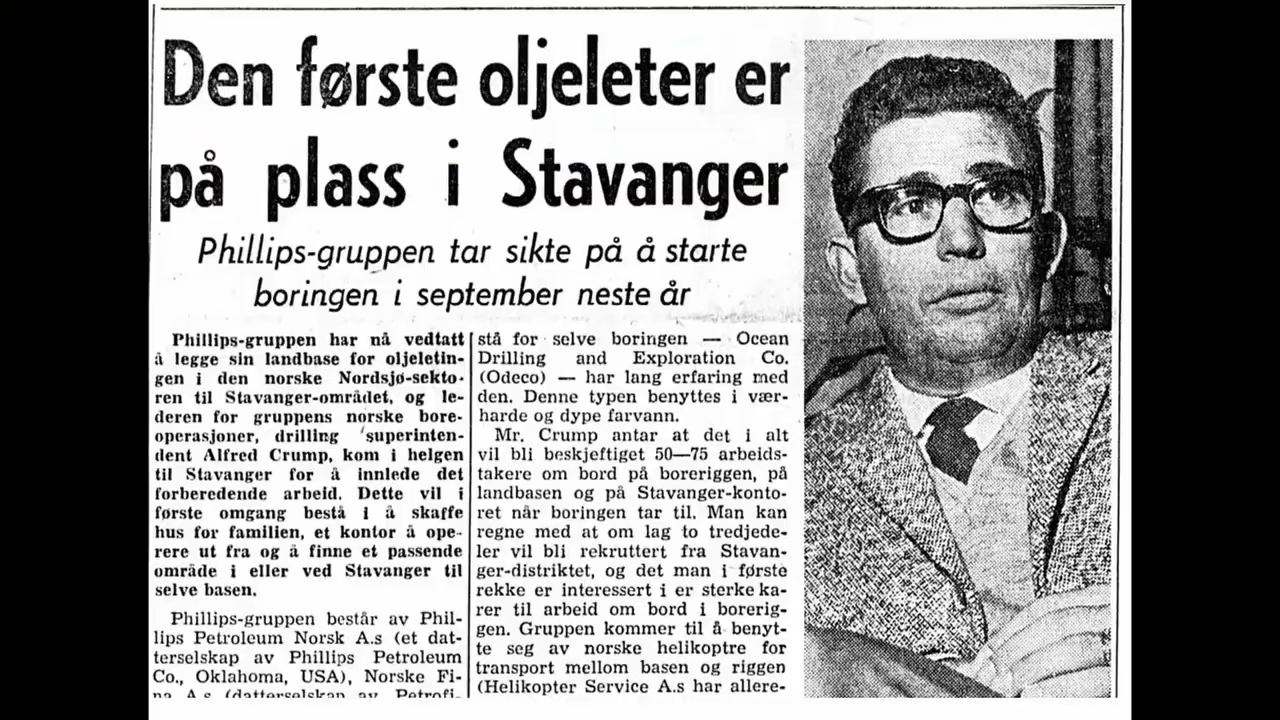 Den første oljeleter er
på plass i Stavanger
Phillips-gruppen tar sikte på å starte
boringen i september neste år
Phillips-gruppen har nå vedtatt
å legge sin landbase for oljeletin-
gen i den norske Nordsjø-sekto-
ren til Stavanger-området, og le-
deren for gruppens norske bore-
operasjoner, drilling superinten-
dent Alfred Crump, kom i helgen
til Stavanger for å innlede det
forberedende arbeid. Dette vil i
første omgang bestå i å skaffe
hus for familien, et kontor å ope-
rere ut fra og å finne et passende
område i eller ved Stavanger til
selve basen.
Phillips-gruppen består av Phil-
lips Petroleum Norsk A.s (et dat-
terselskap av Phillips Petroleum
Co., Oklahoma, USA), Norske Fi-
na A.s (datterselskap av Petrofi-
stå for selve boringen — Ocean
Drilling and Exploration Co.
(Odeco) — har lang erfaring med
den. Denne typen benyttes i vær-
harde og dype farvann.
Mr. Crump antar at det i alt
vil bli beskjeftiget 50—75 arbeids-
takere om bord på boreriggen, på
landbasen og på Stavanger-konto-
ret når boringen tar til. Man kan
regne med at om lag to tredjede-
ler vil bli rekruttert fra Stavan-
ger-distriktet, og det man i første
rekke er interessert i er sterke ka-
rer til arbeid om bord i borerig-
gen. Gruppen kommer til å benyt-
te seg av norske helikoptre for
transport mellom basen og riggen
(Helikopter Service A.s har allere-